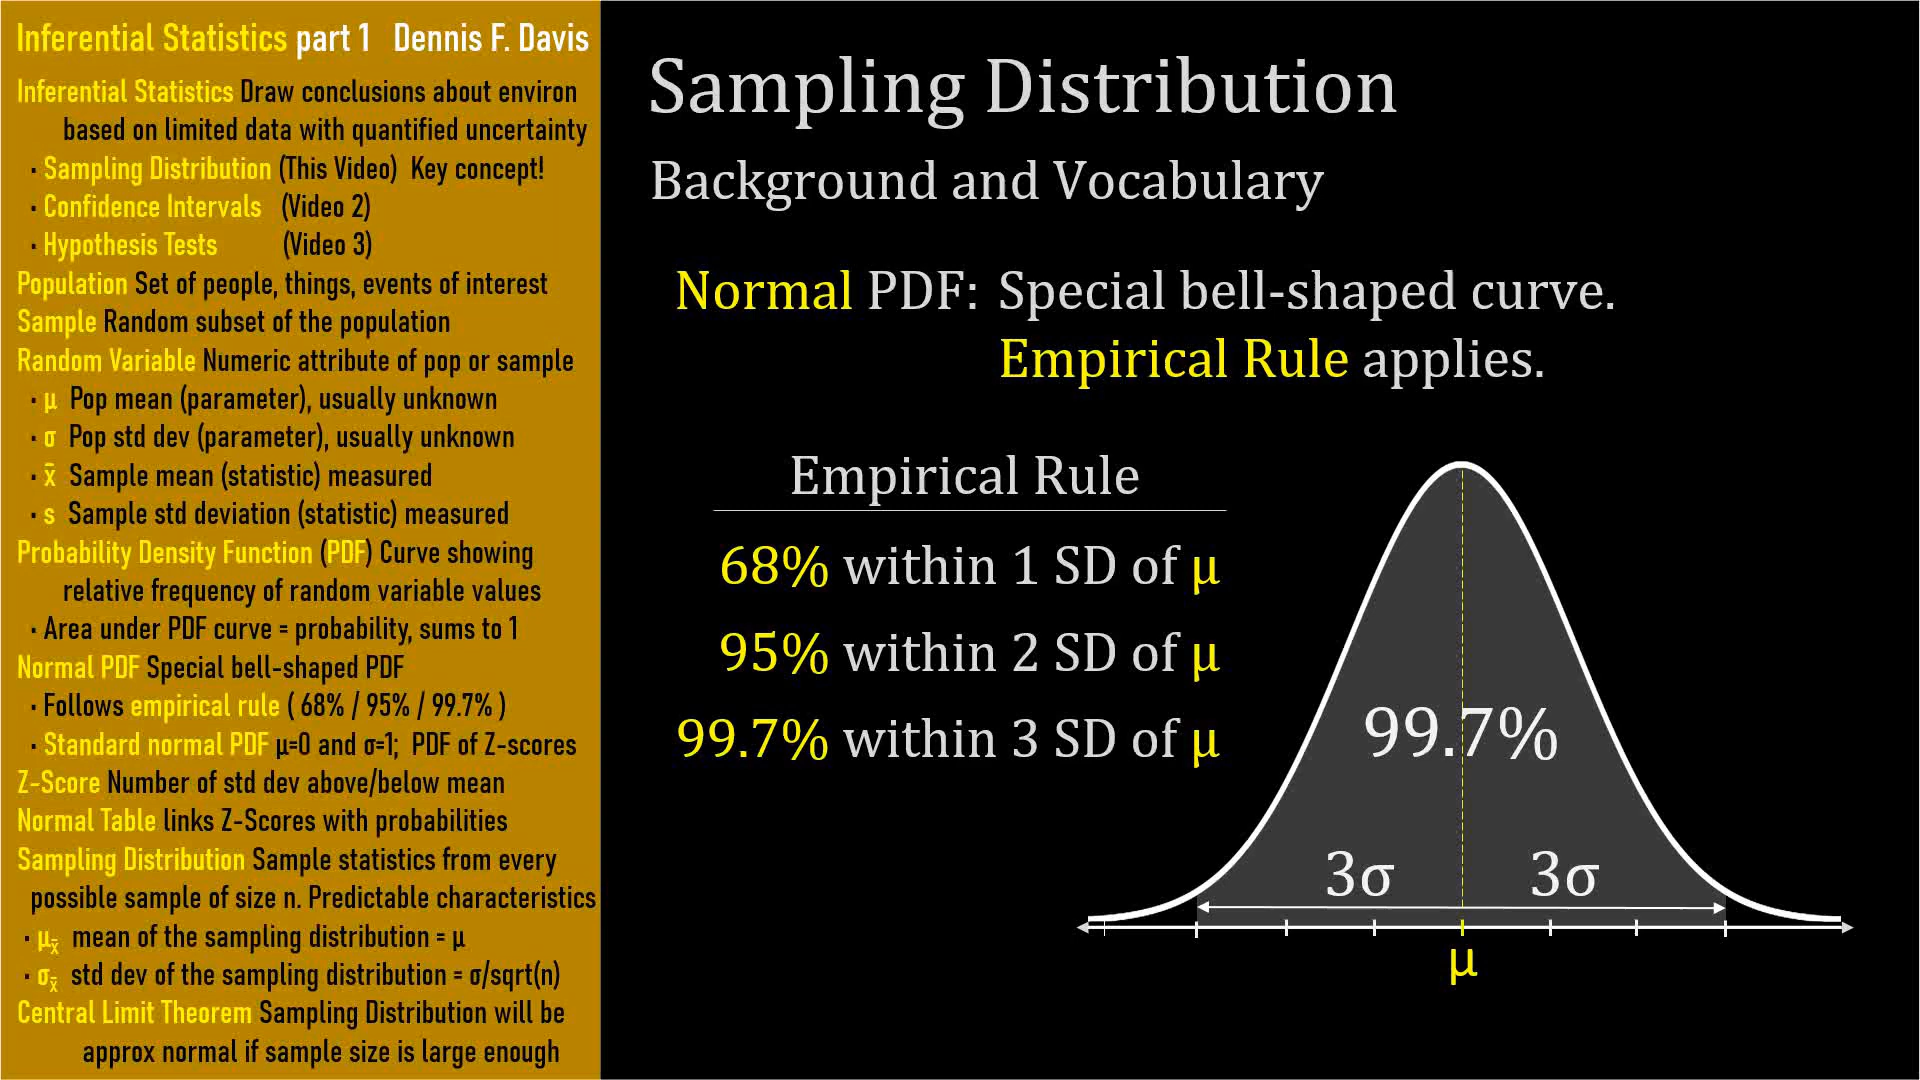 Inferential Statistics part 1 Dennis F. Davis
Inferential Statistics Draw conclusions about environ
based on limited data with quantified uncertainty
· Sampling Distribution (This Video) Key concept!
· Confidence Intervals (Video 2)
· Hypothesis Tests (Video 3)
Population Set of people, things, events of interest
Sample Random subset of the population
Random Variable Numeric attribute of pop or sample
· μ Pop mean (parameter), usually unknown
· σ Pop std dev (parameter), usually unknown
· x̄ Sample mean (statistic) measured
· s Sample std deviation (statistic) measured
Probability Density Function (PDF) Curve showing
relative frequency of random variable values
· Area under PDF curve = probability, sums to 1
Normal PDF Special bell-shaped PDF
· Follows empirical rule ( 68% / 95% / 99.7% )
· Standard normal PDF μ=0 and σ=1; PDF of Z-scores
Z-Score Number of std dev above/below mean
Normal Table links Z-Scores with probabilities
Sampling Distribution Sample statistics from every
possible sample of size n. Predictable characteristics
· μx̄ mean of the sampling distribution = μ
· σx̄ std dev of the sampling distribution = σ/sqrt(n)
Central Limit Theorem Sampling Distribution will be
approx normal if sample size is large enough
Sampling Distribution
Background and Vocabulary
Normal PDF: Special bell-shaped curve.
Empirical Rule applies.
Empirical Rule
68% within 1 SD of μ
95% within 2 SD of μ
99.7% within 3 SD of μ
99.7%
3σ 3σ
μ